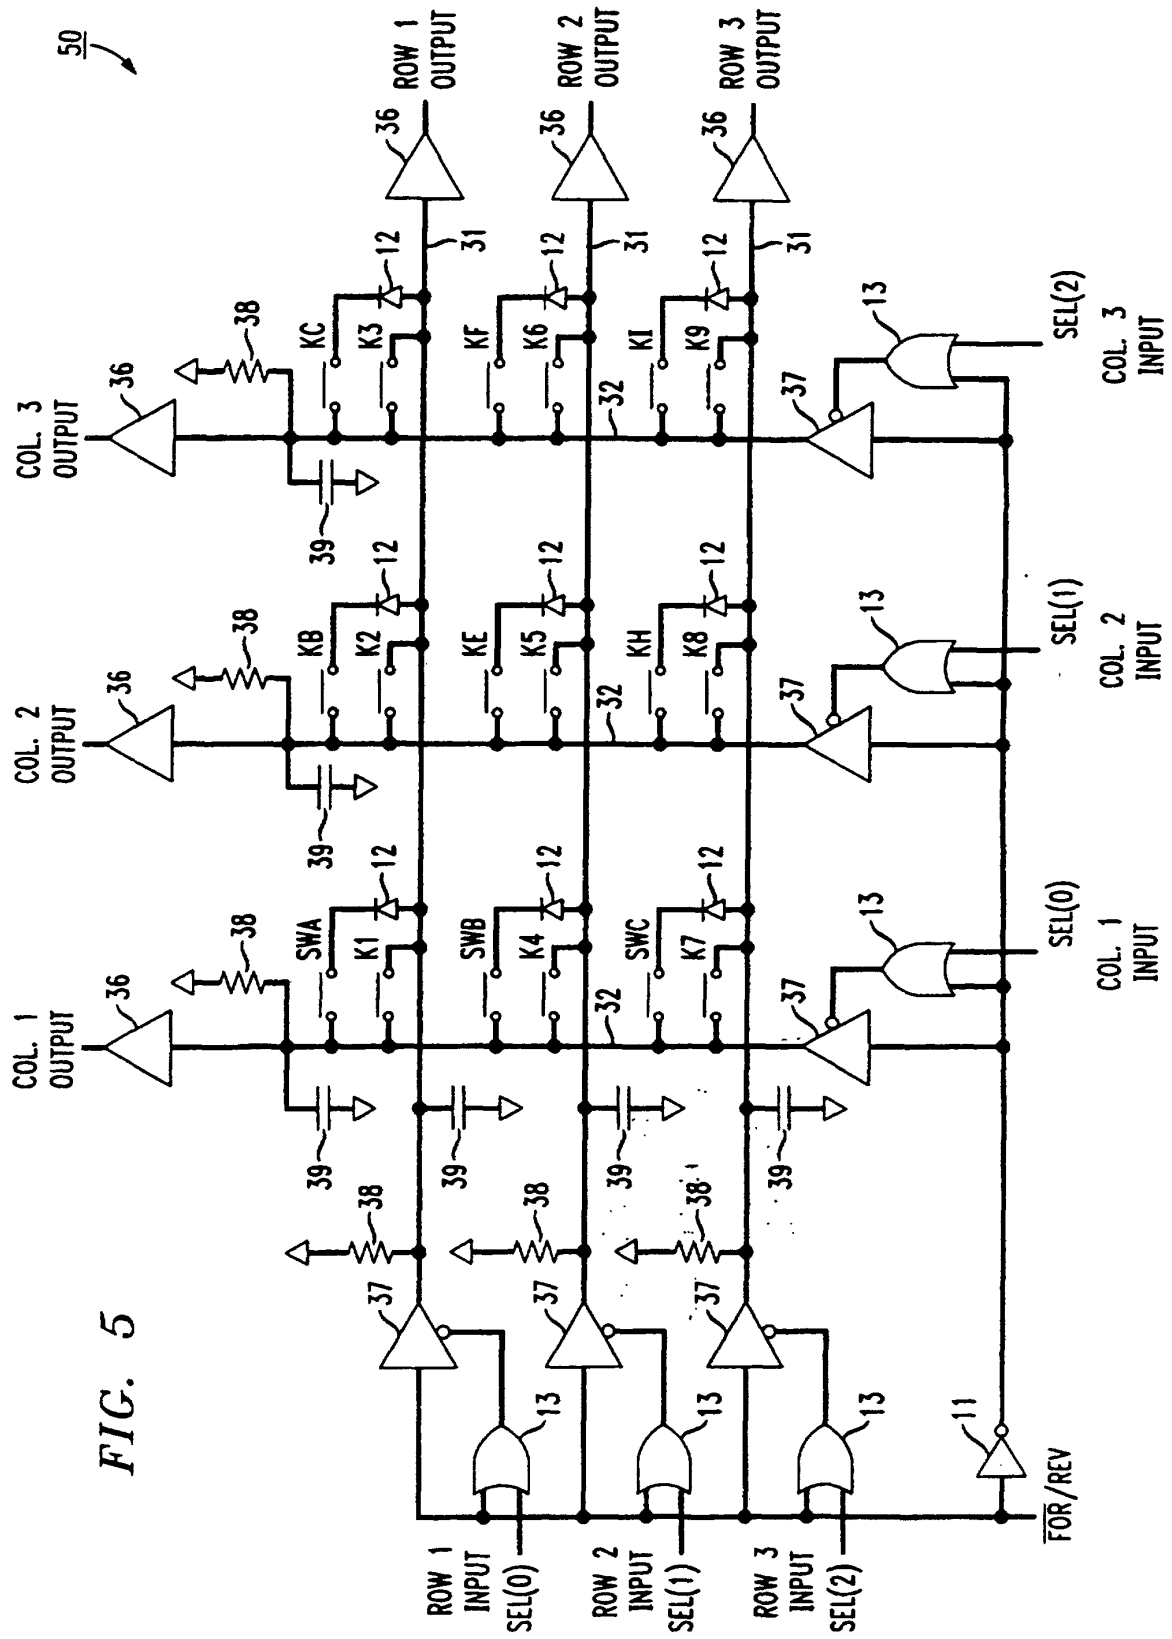 FIG. 5
50
COL. 1
OUTPUT
COL. 2
OUTPUT
COL. 3
OUTPUT
36
36
36
38
38
38
39
39
39
SWA
12
KB
12
KC
12
K1
K2
K3
38
37
39
31
36
ROW 1
OUTPUT
ROW 1
INPUT
SEL(0)
13
SWB
12
KE
12
KF
12
K4
K5
K6
38
37
39
32
32
32
31
36
ROW 2
OUTPUT
ROW 2
INPUT
SEL(1)
13
SWC
12
KH
12
KI
12
K7
K8
K9
38
37
39
31
36
ROW 3
OUTPUT
ROW 3
INPUT
SEL(2)
13
37
13
37
13
37
13
11
FOR/REV
SEL(0)
COL. 1
INPUT
SEL(1)
COL. 2
INPUT
SEL(2)
COL. 3
INPUT